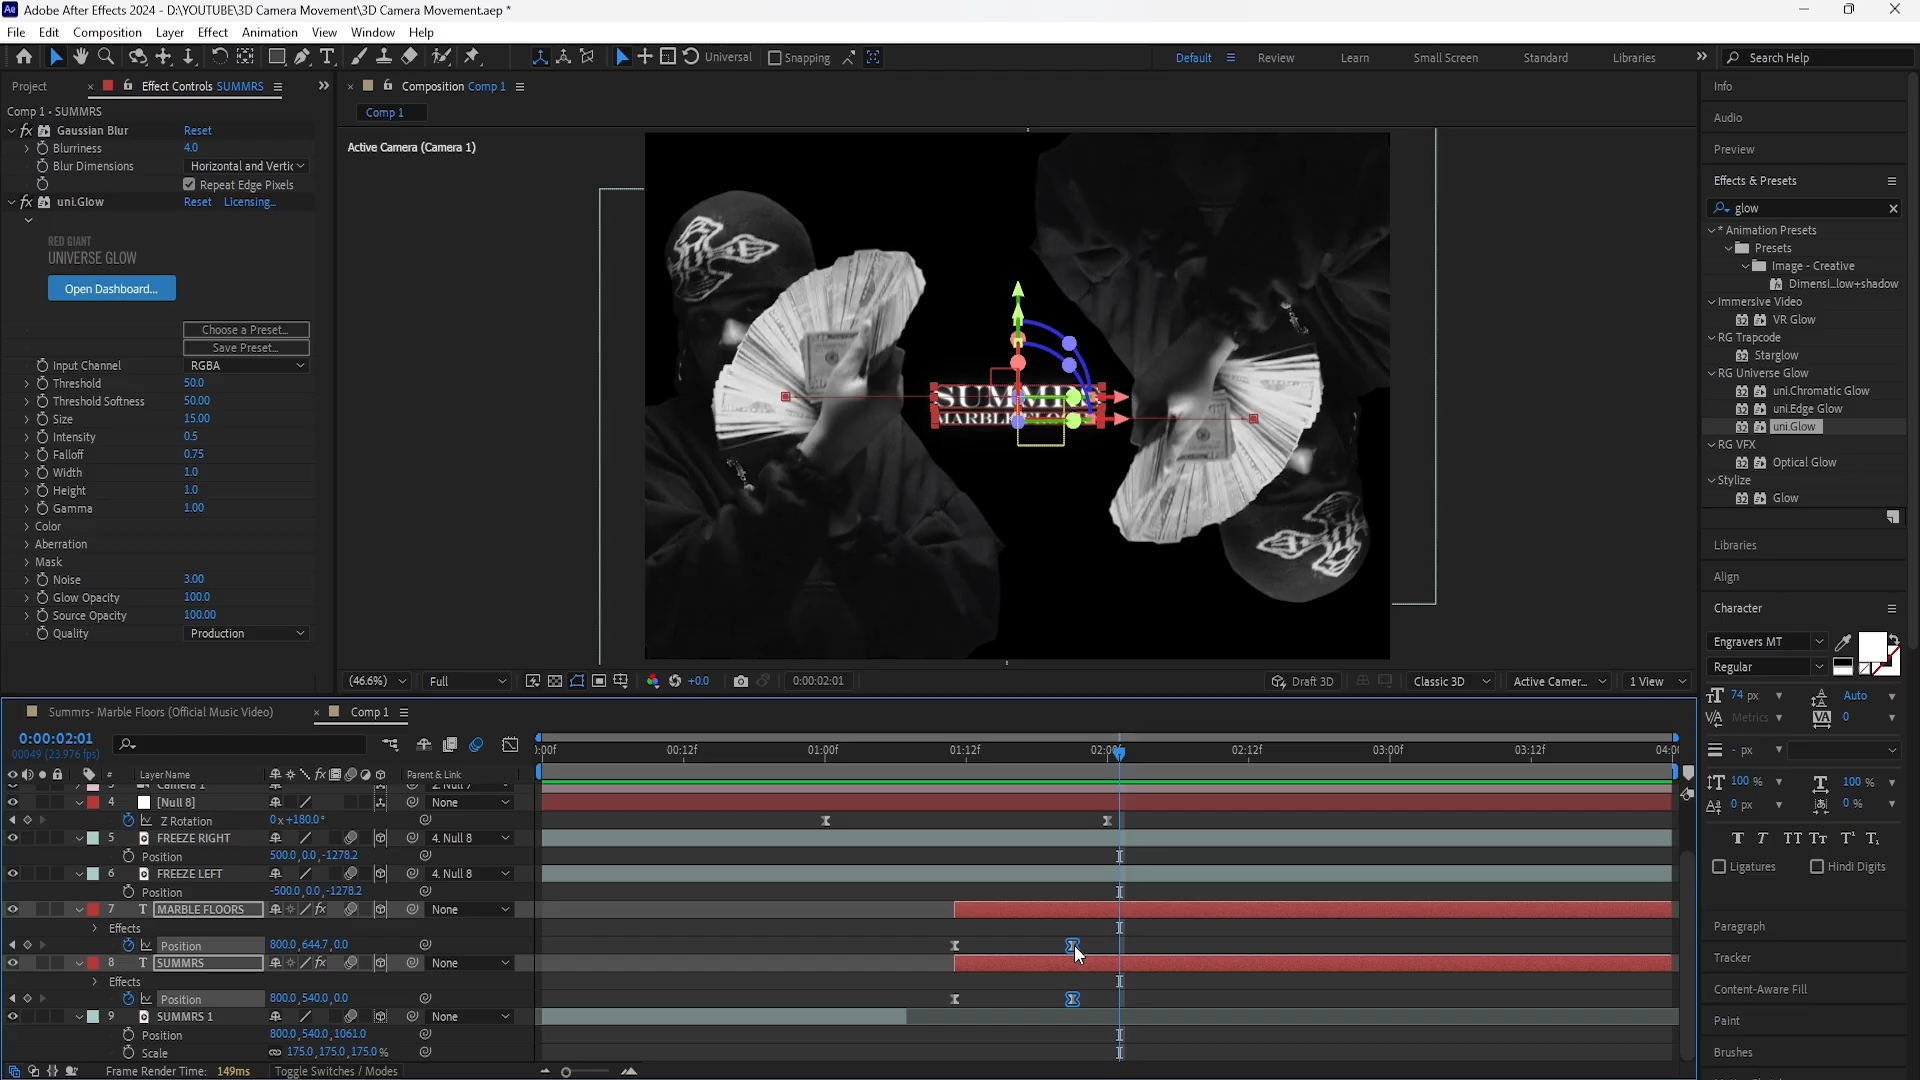 Adobe After Effects 2024 - D:\YOUTUBE\3D Camera Movement\3D Camera Movement.aep *
File Edit Composition Layer Effect Animation View Window Help
Universal Snapping Default Review Learn Small Screen Standard Libraries Search Help
Project Effect Controls SUMMRS
Comp 1 · SUMMRS
Gaussian Blur Reset
Blurriness 4.0
Blur Dimensions Horizontal and Vertic
Repeat Edge Pixels
uni.Glow Reset Licensing...
RED GIANT
UNIVERSE GLOW
Open Dashboard...
Choose a Preset...
Save Preset...
Input Channel RGBA
Threshold 50.0
Threshold Softness 50.00
Size 15.00
Intensity 0.5
Falloff 0.75
Width 1.0
Height 1.0
Gamma 1.00
Color
Aberration
Mask
Noise 3.00
Glow Opacity 100.0
Source Opacity 100.00
Quality Production
Composition Comp 1
Comp 1
Active Camera (Camera 1)
(46.6%) Full +0.0 0:00:02:01 Draft 3D Classic 3D Active Camer... 1 View
Info
Audio
Preview
Effects & Presets
glow
* Animation Presets
Presets
Image - Creative
Dimensi...low+shadow
Immersive Video
VR Glow
RG Trapcode
Starglow
RG Universe Glow
uni.Chromatic Glow
uni.Edge Glow
uni.Glow
RG VFX
Optical Glow
Stylize
Glow
Libraries
Align
Character
Engravers MT
Regular
74 px Auto
Metrics 0
- px
100 % 100 %
0 px 0 %
T T TT Tt T¹ T₁
Ligatures Hindi Digits
Paragraph
Tracker
Content-Aware Fill
Paint
Brushes
Summrs- Marble Floors (Official Music Video) Comp 1
0:00:02:01
00049 (23.976 fps)
):00f 00:12f 01:00f 01:12f 02:00f 02:12f 03:00f 03:12f 04:0
# Layer Name Parent & Link
4 [Null 8] None
Z Rotation 0x+180.0°
5 FREEZE RIGHT 4. Null 8
Position 500.0,0.0,-1278.2
6 FREEZE LEFT 4. Null 8
Position -500.0,0.0,-1278.2
7 T MARBLE FLOORS None
Effects
Position 800.0,644.7,0.0
8 T SUMMRS None
Effects
Position 800.0,540.0,0.0
9 SUMMRS 1 None
Position 800.0,540.0,1061.0
Scale 175.0,175.0,175.0%
Frame Render Time: 149ms Toggle Switches / Modes